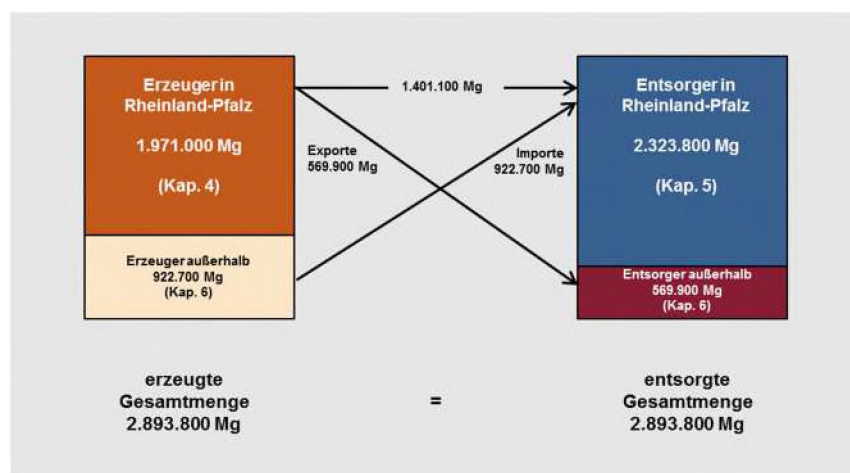 Erzeuger in
Rheinland-Pfalz
1.971.000 Mg
(Kap. 4)
Erzeuger außerhalb
922.700 Mg
(Kap. 6)
1.401.100 Mg
Exporte
569.900 Mg
Importe
922.700 Mg
Entsorger in
Rheinland-Pfalz
2.323.800 Mg
(Kap. 5)
Entsorger außerhalb
569.900 Mg
(Kap. 6)
erzeugte
Gesamtmenge
2.893.800 Mg
=
entsorgte
Gesamtmenge
2.893.800 Mg